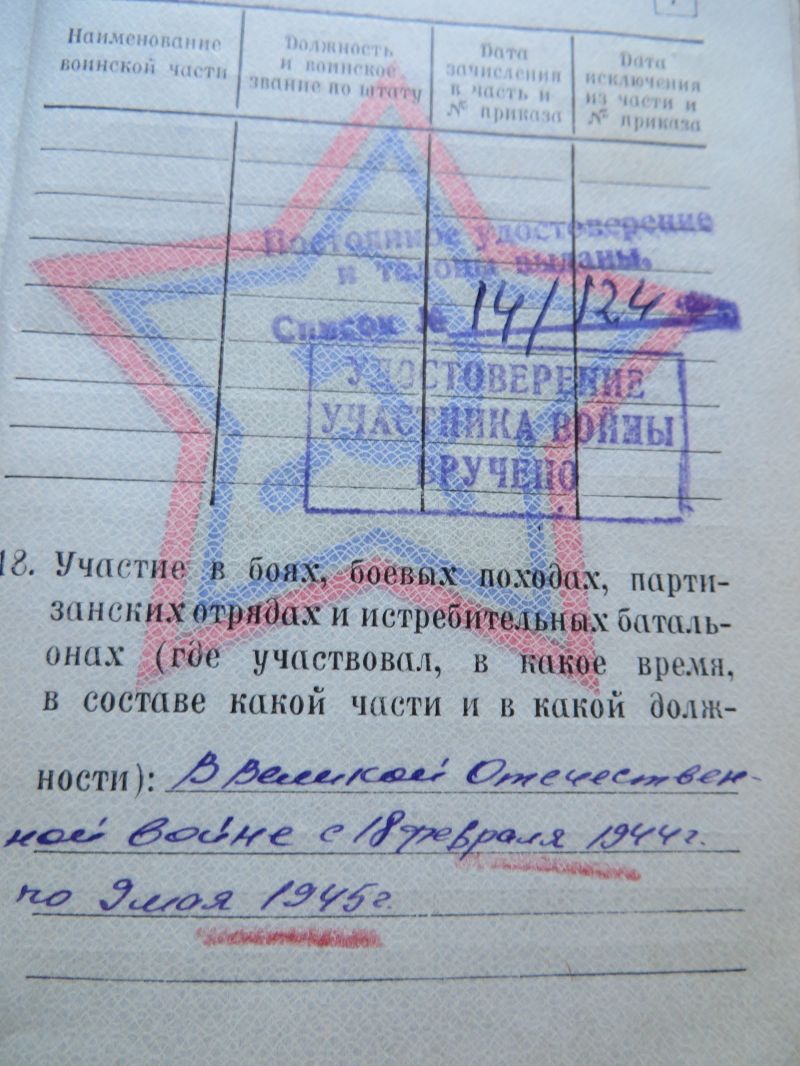 Наименование
воинской части
Должность
и воинское
звание по штату
Дата
зачисления
в часть и
№ приказа
Дата
исключения
из части и
№ приказа
Постоянное удостоверение
и талоны выданы.
Список № 14/124
УДОСТОВЕРЕНИЕ
УЧАСТНИКА ВОЙНЫ
ВРУЧЕНО
18. Участие в боях, боевых походах, парти-
занских отрядах и истребительных баталь-
онах (где участвовал, в какое время,
в составе какой части и в какой долж-
ности): В Великой Отечествен-
ной войне с 18 февраля 1944г.
по 9 мая 1945г.